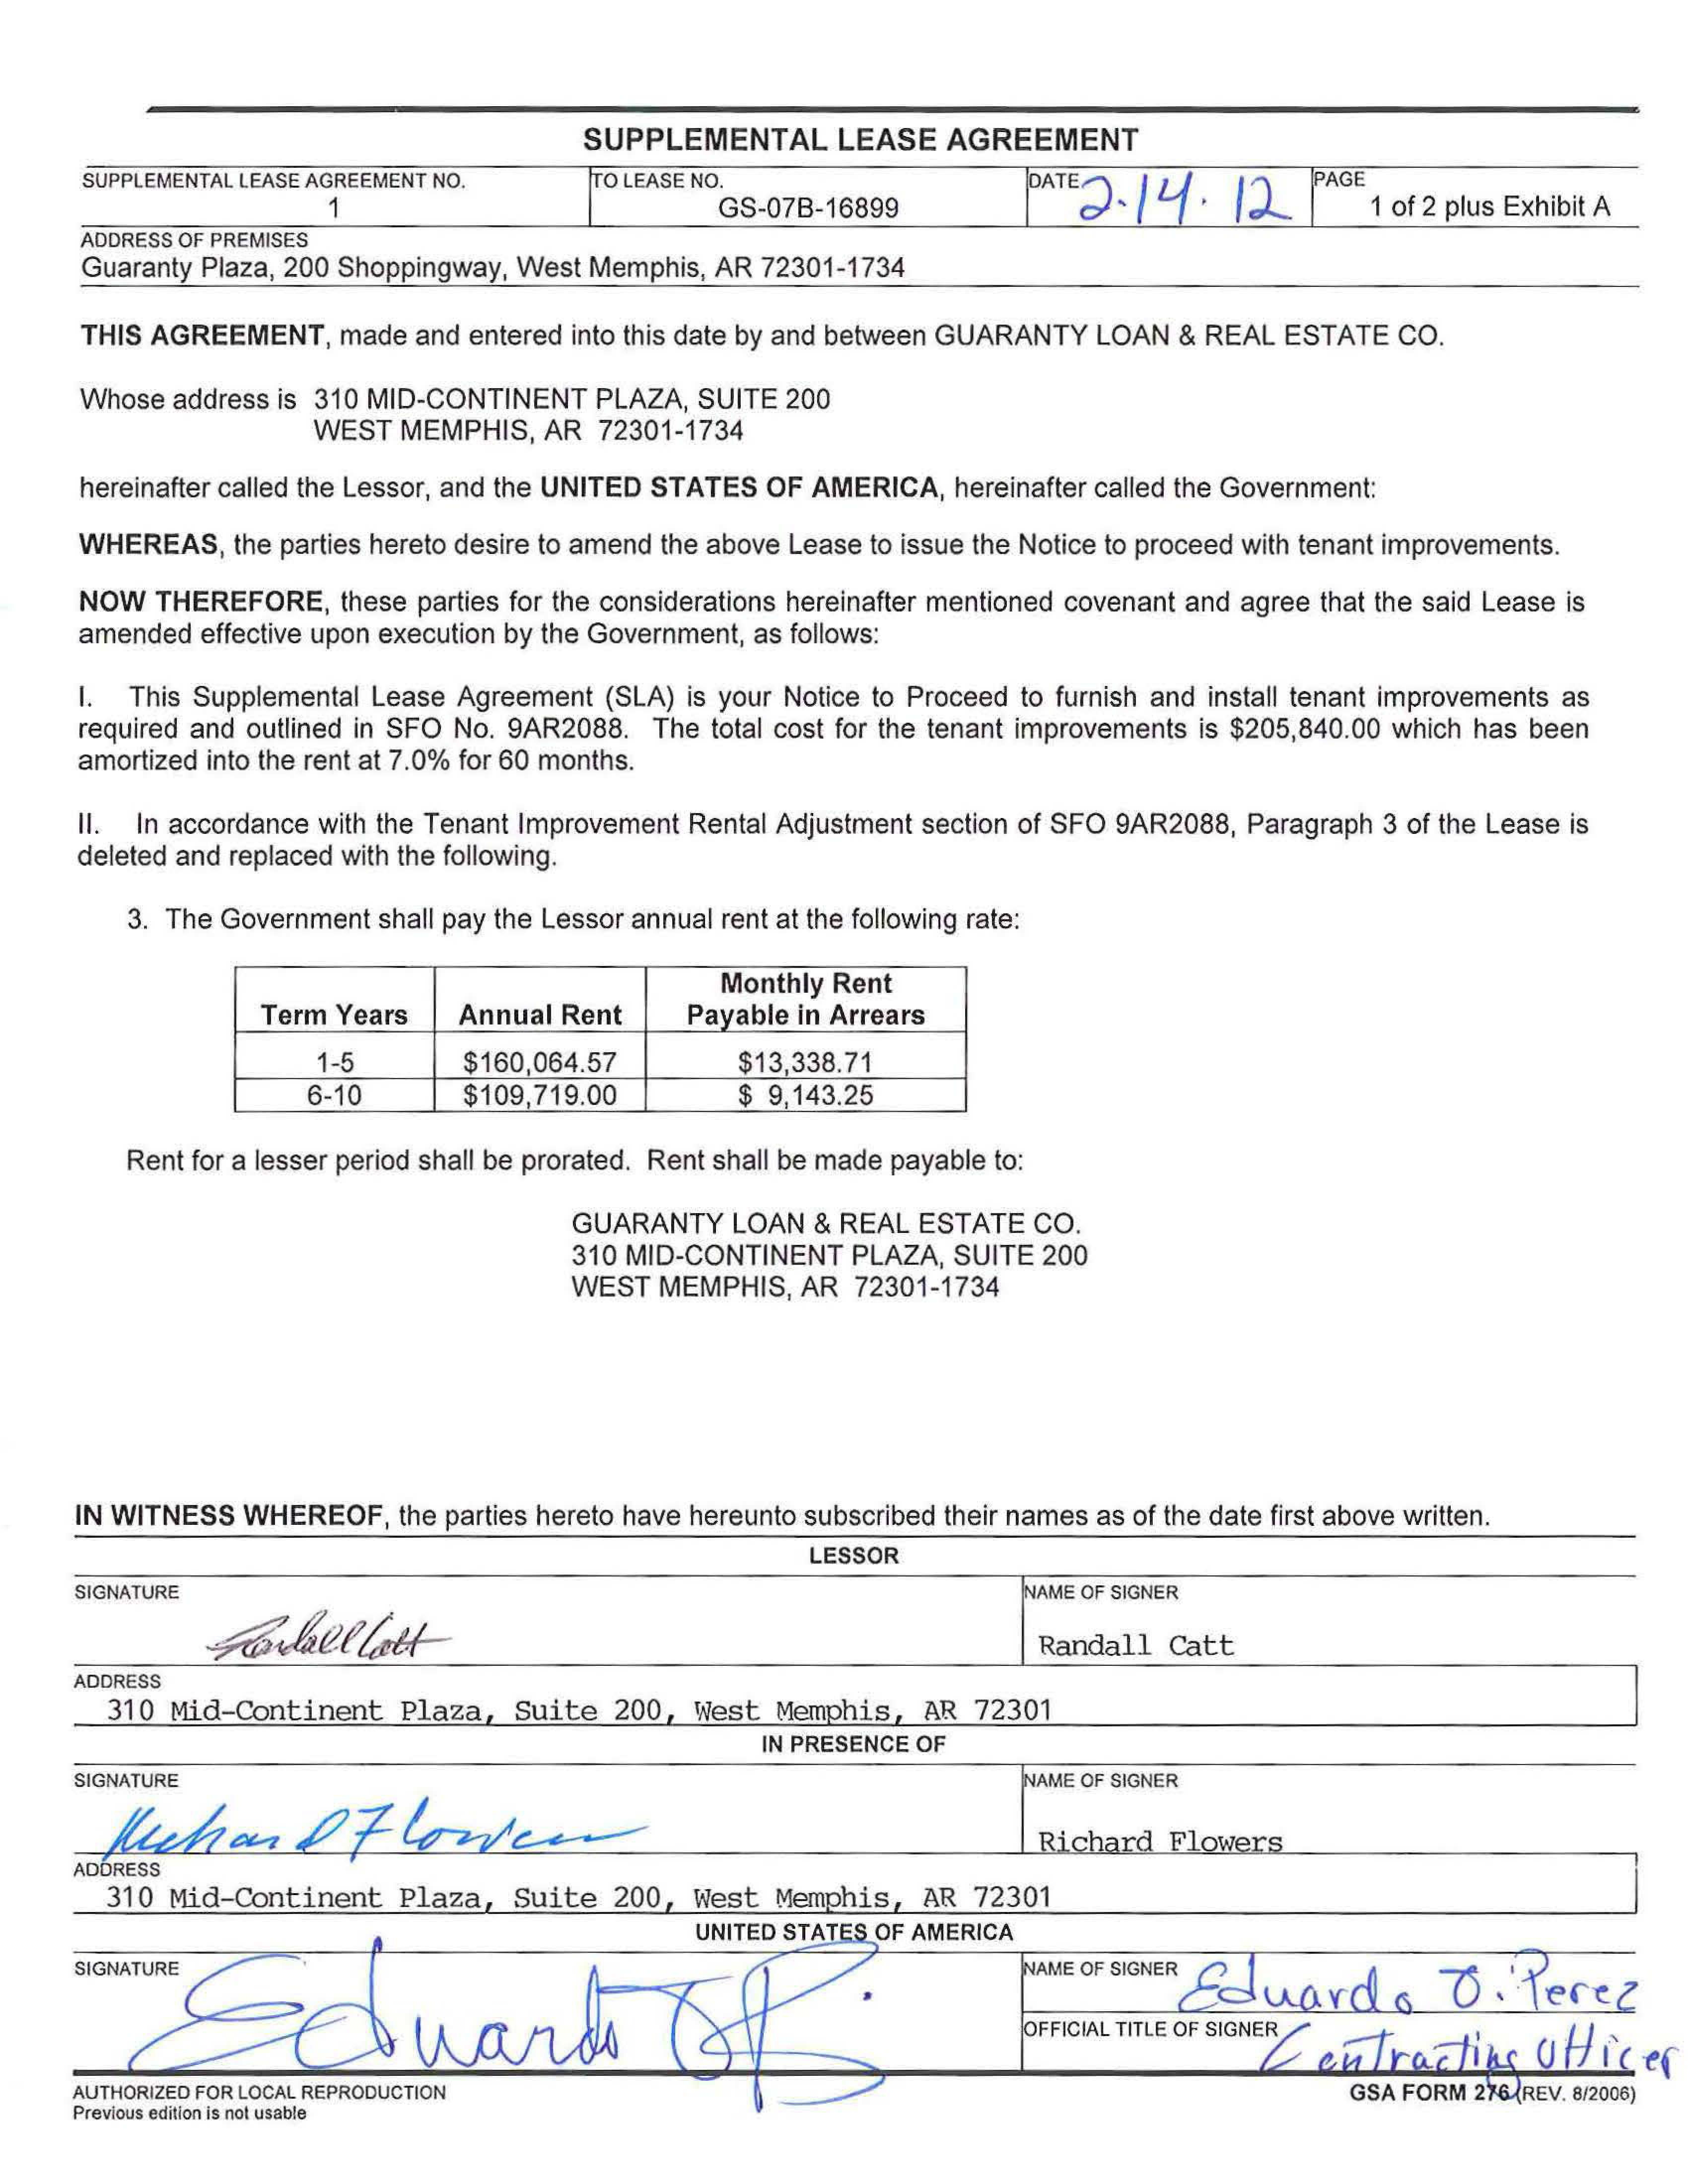 SUPPLEMENTAL LEASE AGREEMENT
SUPPLEMENTAL LEASE AGREEMENT NO.
1
TO LEASE NO.
GS-07B-16899
DATE
2.14.12
PAGE
1 of 2 plus Exhibit A
ADDRESS OF PREMISES
Guaranty Plaza, 200 Shoppingway, West Memphis, AR 72301-1734
THIS AGREEMENT, made and entered into this date by and between GUARANTY LOAN & REAL ESTATE CO.
Whose address is 310 MID-CONTINENT PLAZA, SUITE 200
WEST MEMPHIS, AR 72301-1734
hereinafter called the Lessor, and the UNITED STATES OF AMERICA, hereinafter called the Government:
WHEREAS, the parties hereto desire to amend the above Lease to issue the Notice to proceed with tenant improvements.
NOW THEREFORE, these parties for the considerations hereinafter mentioned covenant and agree that the said Lease is
amended effective upon execution by the Government, as follows:
I. This Supplemental Lease Agreement (SLA) is your Notice to Proceed to furnish and install tenant improvements as
required and outlined in SFO No. 9AR2088. The total cost for the tenant improvements is $205,840.00 which has been
amortized into the rent at 7.0% for 60 months.
II. In accordance with the Tenant Improvement Rental Adjustment section of SFO 9AR2088, Paragraph 3 of the Lease is
deleted and replaced with the following.
3. The Government shall pay the Lessor annual rent at the following rate:
Term Years Annual Rent Monthly Rent
Payable in Arrears
1-5 $160,064.57 $13,338.71
6-10 $109,719.00 $ 9,143.25
Rent for a lesser period shall be prorated. Rent shall be made payable to:
GUARANTY LOAN & REAL ESTATE CO.
310 MID-CONTINENT PLAZA, SUITE 200
WEST MEMPHIS, AR 72301-1734
IN WITNESS WHEREOF, the parties hereto have hereunto subscribed their names as of the date first above written.
LESSOR
SIGNATURE
Randall Catt
NAME OF SIGNER
Randall Catt
ADDRESS
310 Mid-Continent Plaza, Suite 200, West Memphis, AR 72301
IN PRESENCE OF
SIGNATURE
Richard Flowers
NAME OF SIGNER
Richard Flowers
ADDRESS
310 Mid-Continent Plaza, Suite 200, West Memphis, AR 72301
UNITED STATES OF AMERICA
SIGNATURE
Eduardo
NAME OF SIGNER
Eduardo O. Perez
OFFICIAL TITLE OF SIGNER
Contracting Officer
AUTHORIZED FOR LOCAL REPRODUCTION
Previous edition is not usable
GSA FORM 276 (REV. 8/2006)